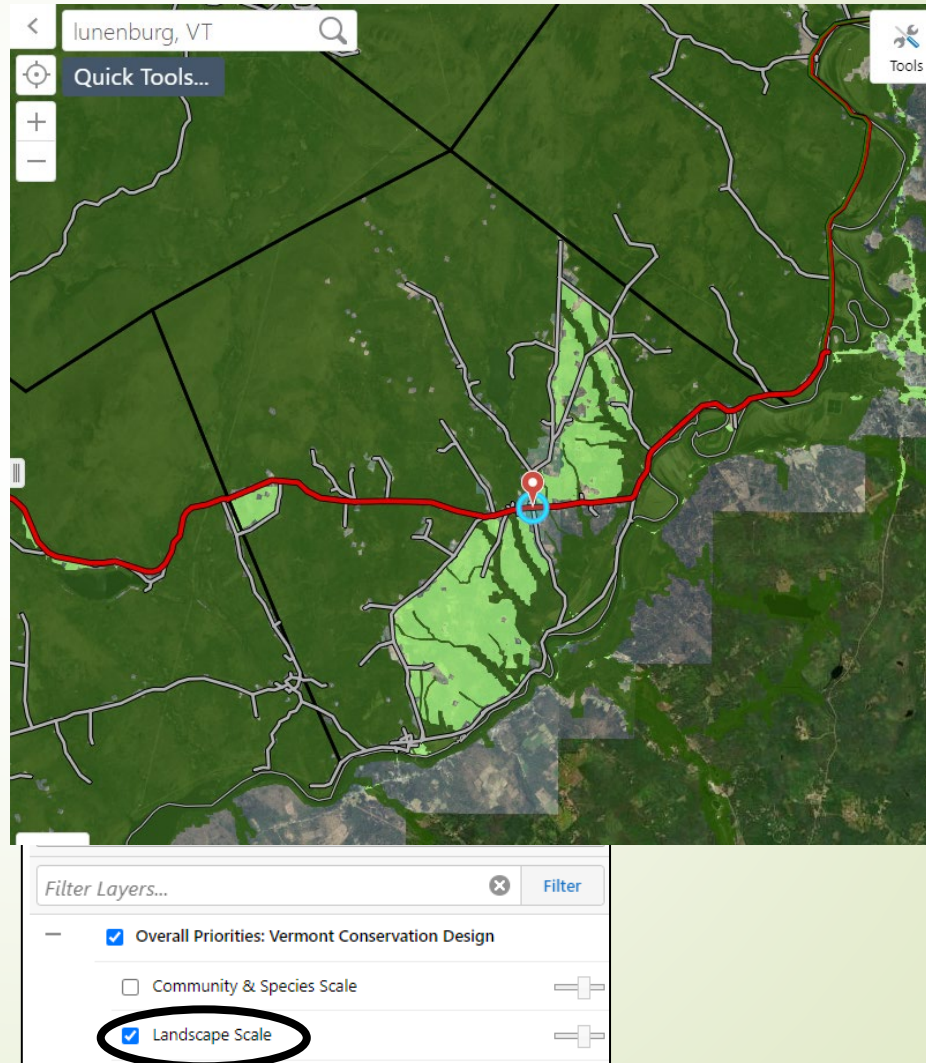 lunenburg, VT
Tools
Quick Tools...
+
−
Filter Layers...
Filter
Overall Priorities: Vermont Conservation Design
Community & Species Scale
Landscape Scale